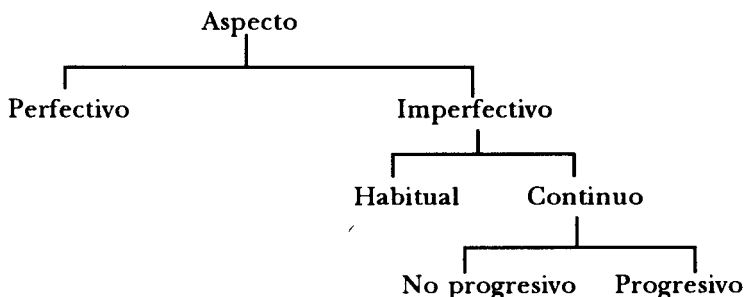 Aspecto
Perfectivo Imperfectivo
Habitual Continuo
No progresivo Progresivo